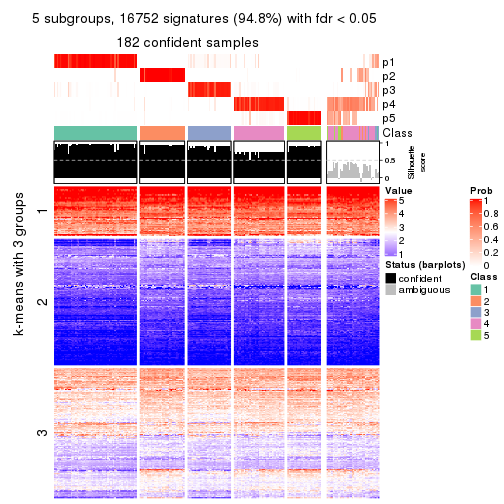 5 subgroups, 16752 signatures (94.8%) with fdr < 0.05
182 confident samples
p1
p2
p3
p4
p5
Class
1
0.5
0
Silhouette
score
k-means with 3 groups
1
2
3
Value
5
4
3
2
1
Status (barplots)
confident
ambiguous
Prob
1
0.8
0.6
0.4
0.2
0
Class
1
2
3
4
5